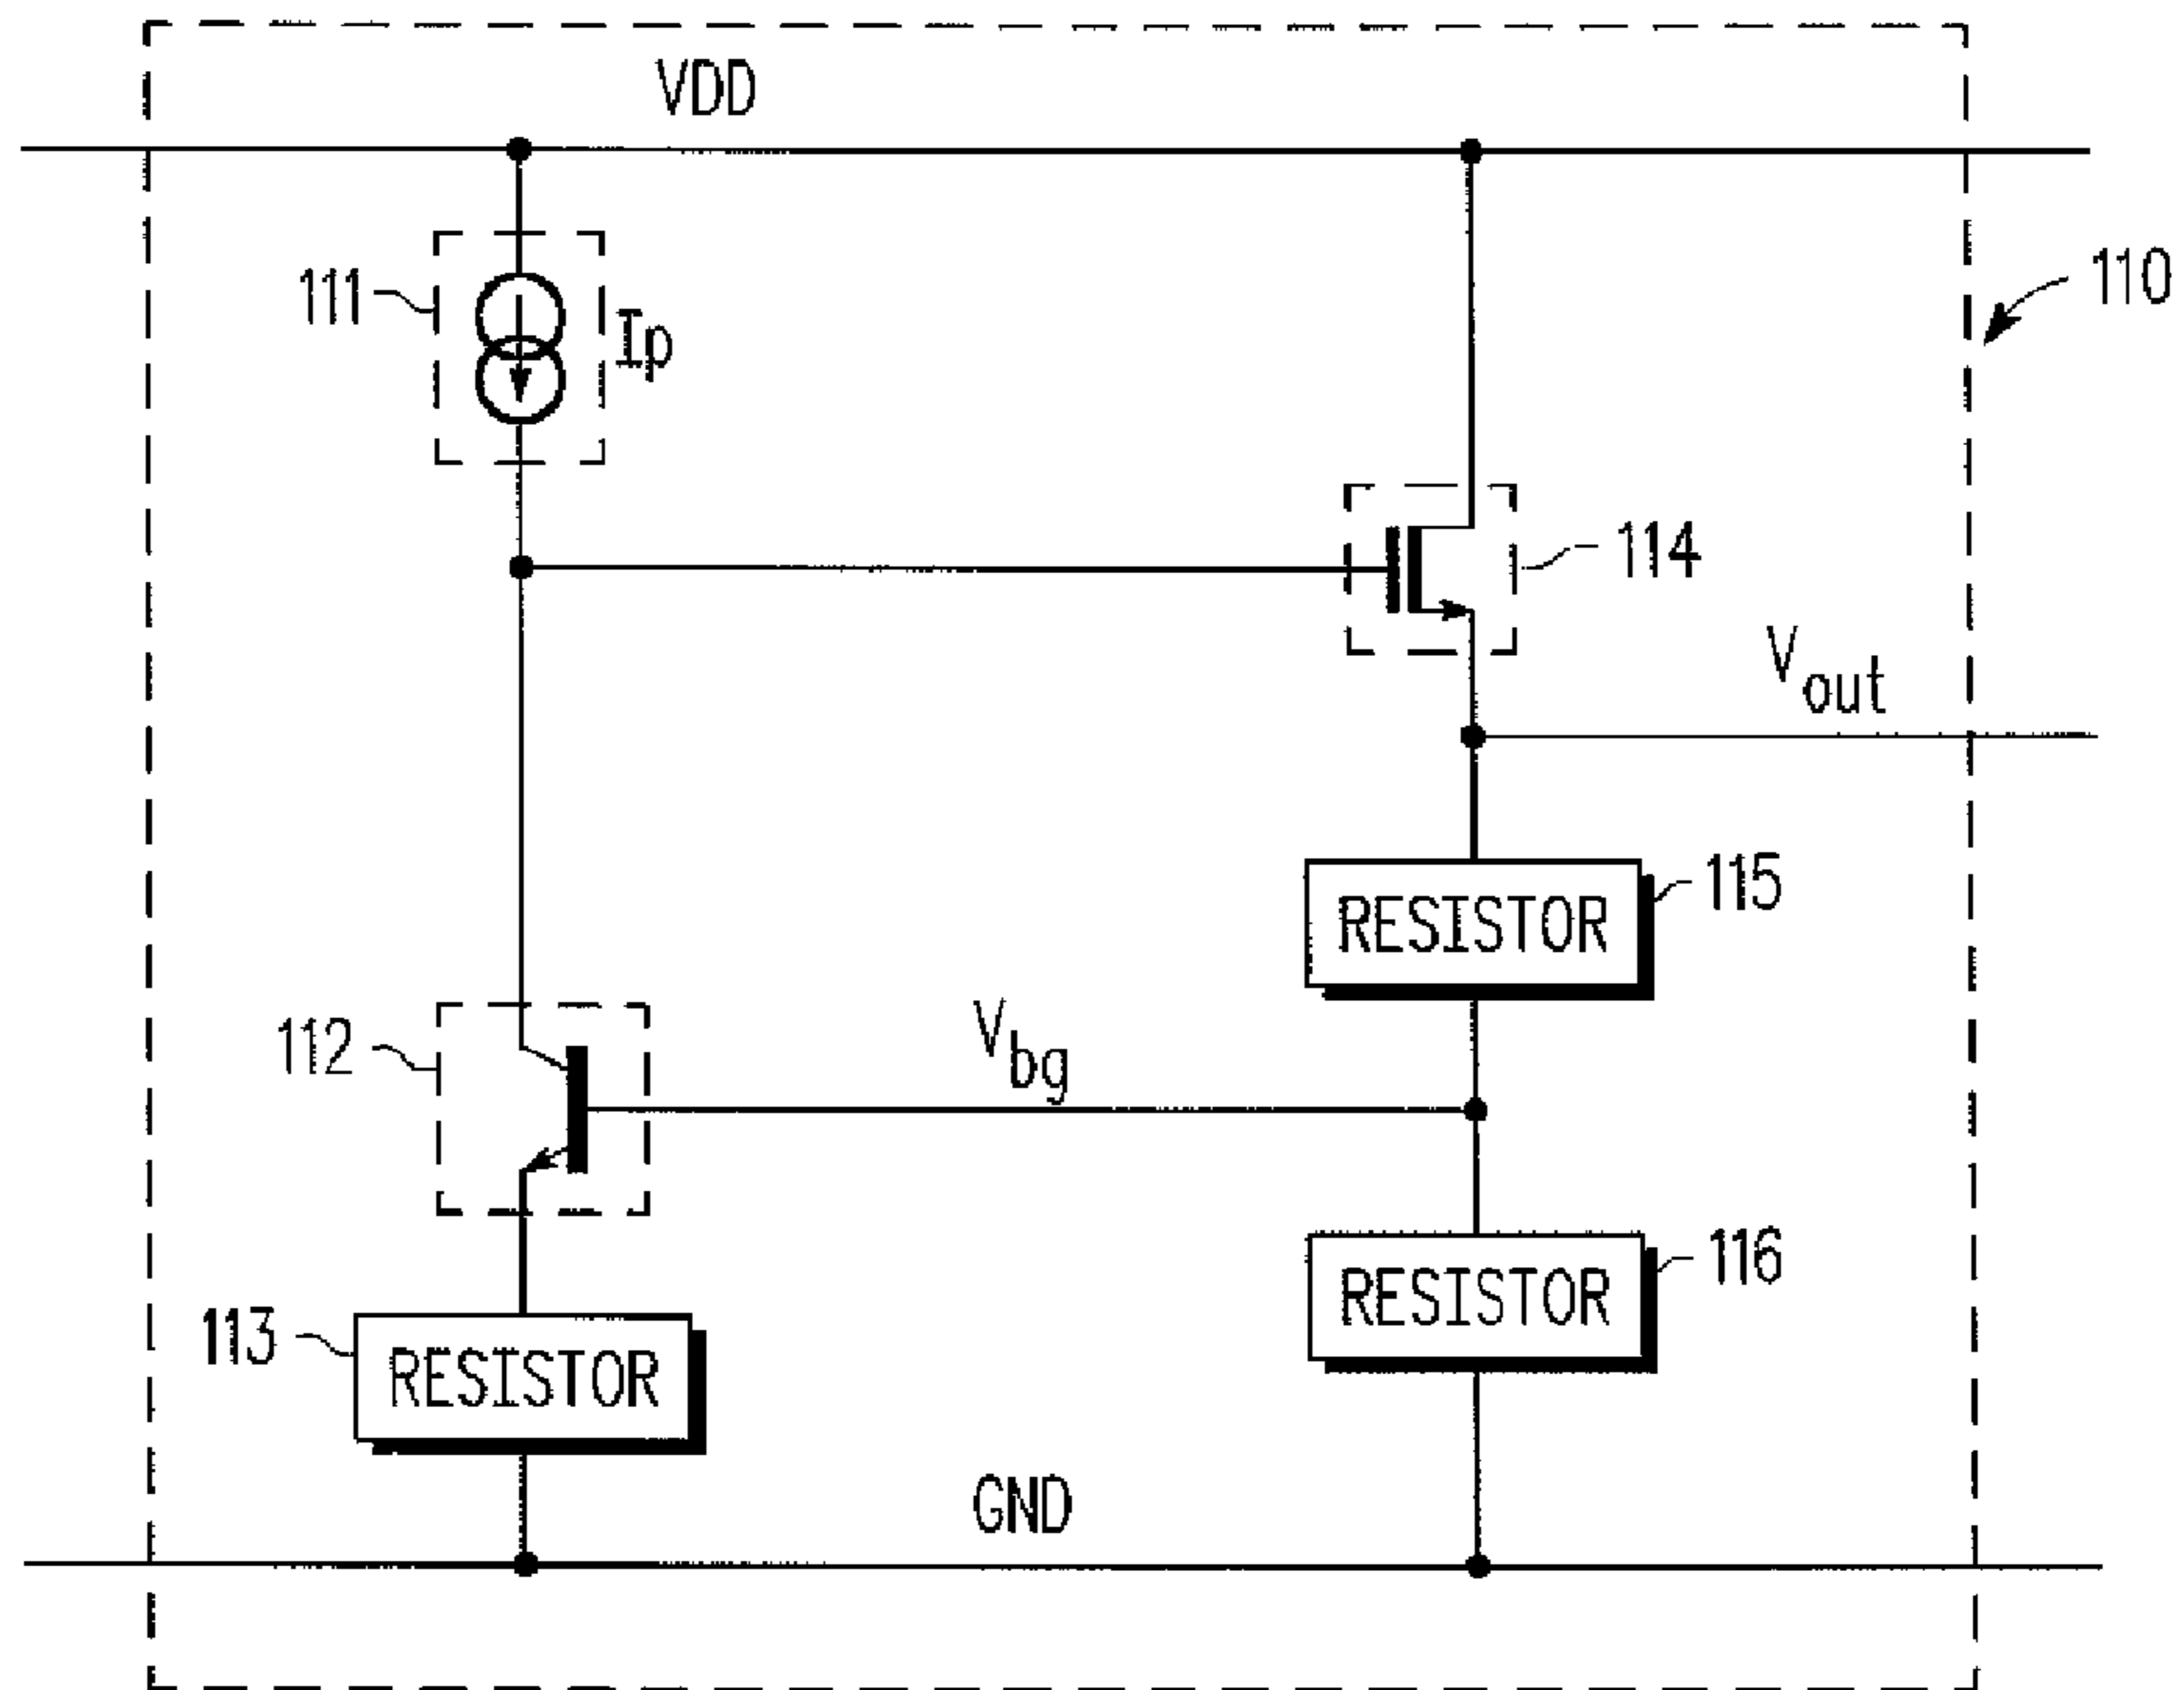 VDD
110
111
Ip
114
Vout
115
RESISTOR
112
Vbg
116
RESISTOR
113
RESISTOR
GND